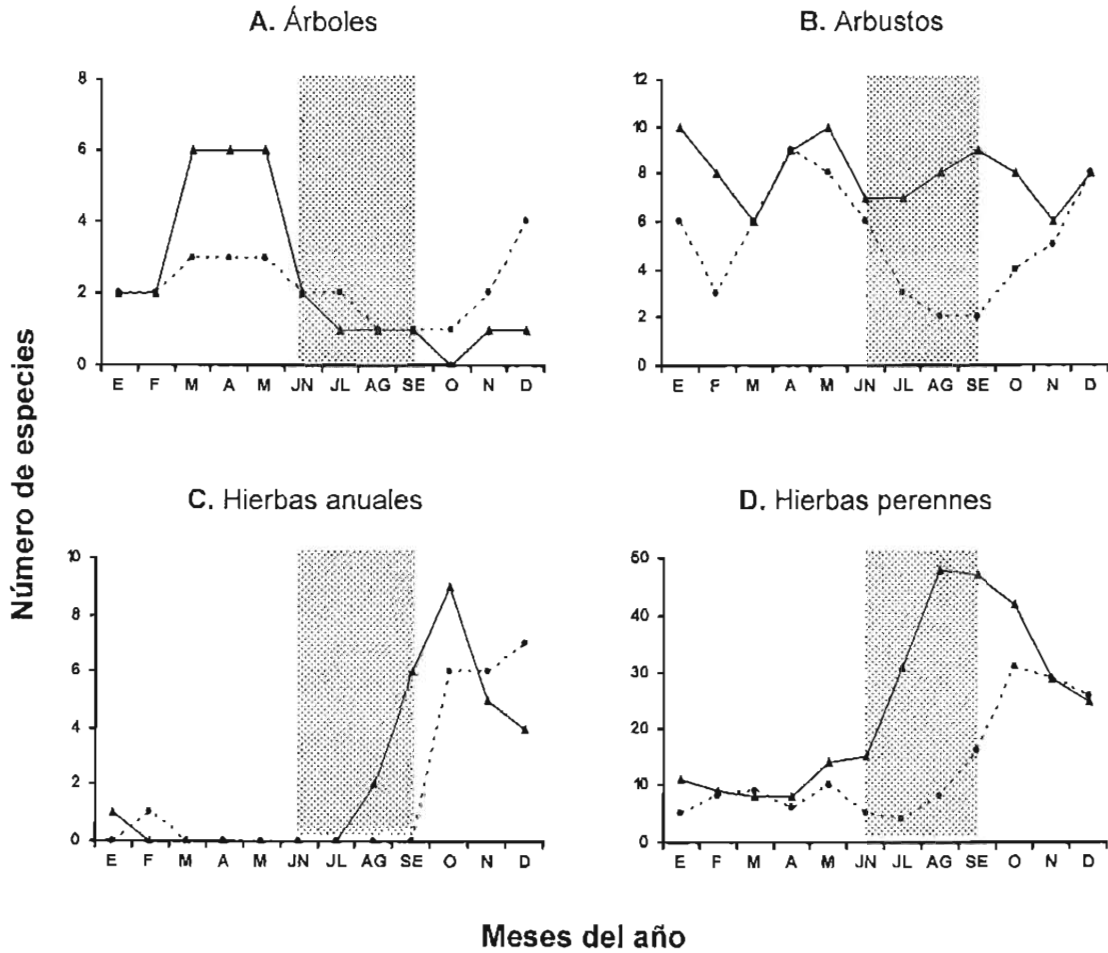 A. Árboles
B. Arbustos
8
6
4
2
0
E F M A M JN JL AG SE O N D
12
10
8
6
4
2
0
E F M A M JN JL AG SE O N D
Número de especies
C. Hierbas anuales
D. Hierbas perennes
10
8
6
4
2
0
E F M A M JN JL AG SE O N D
50
40
30
20
10
0
E F M A M JN JL AG SE O N D
Meses del año